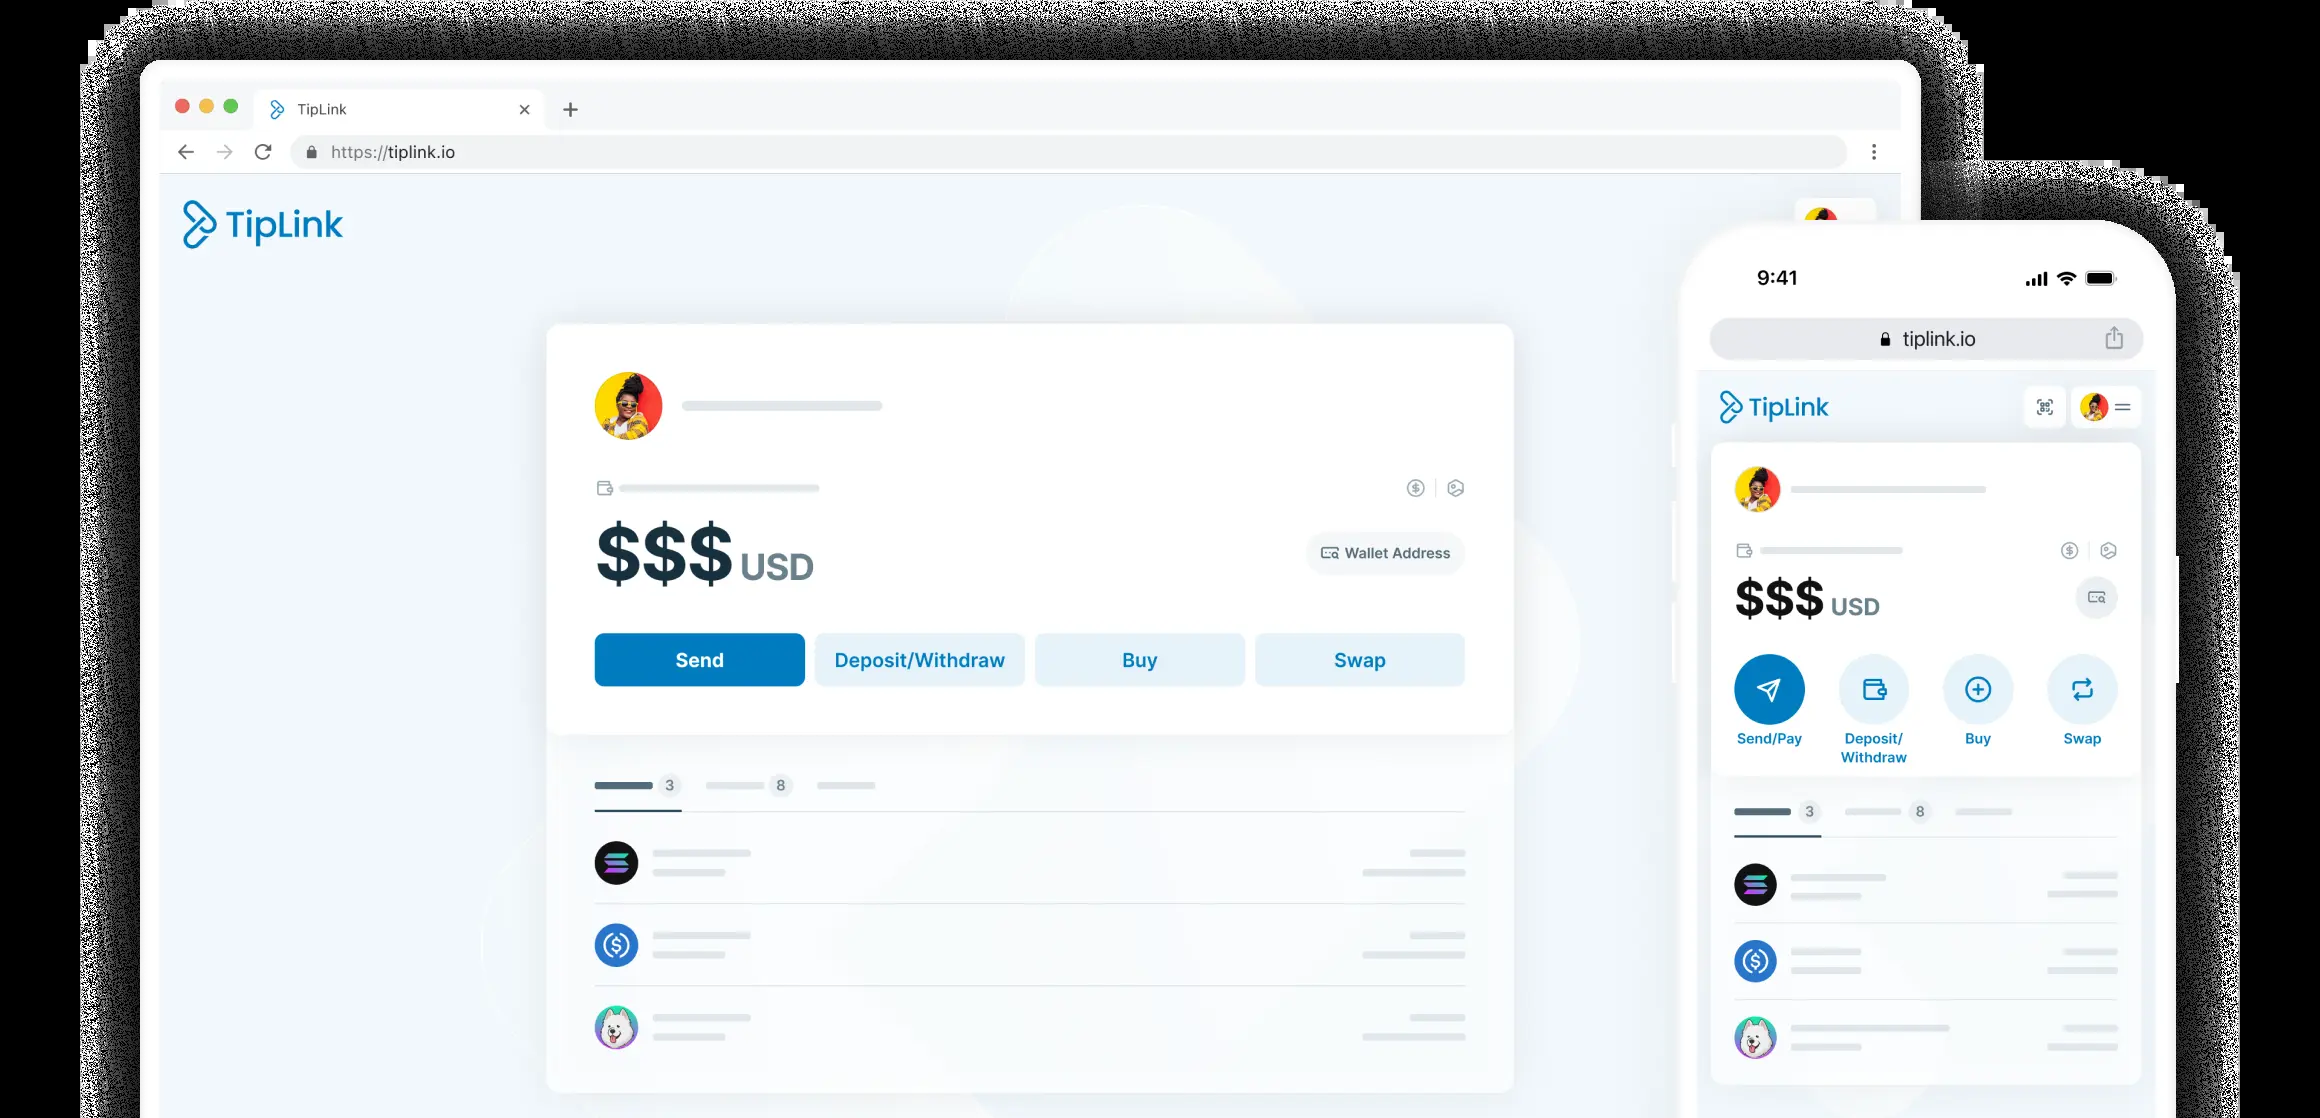 TipLink
https://tiplink.io
TipLink
$$$ USD
Wallet Address
Send
Deposit/Withdraw
Buy
Swap
3
8
9:41
tiplink.io
TipLink
$$$ USD
Send/Pay
Deposit/
Withdraw
Buy
Swap
3
8